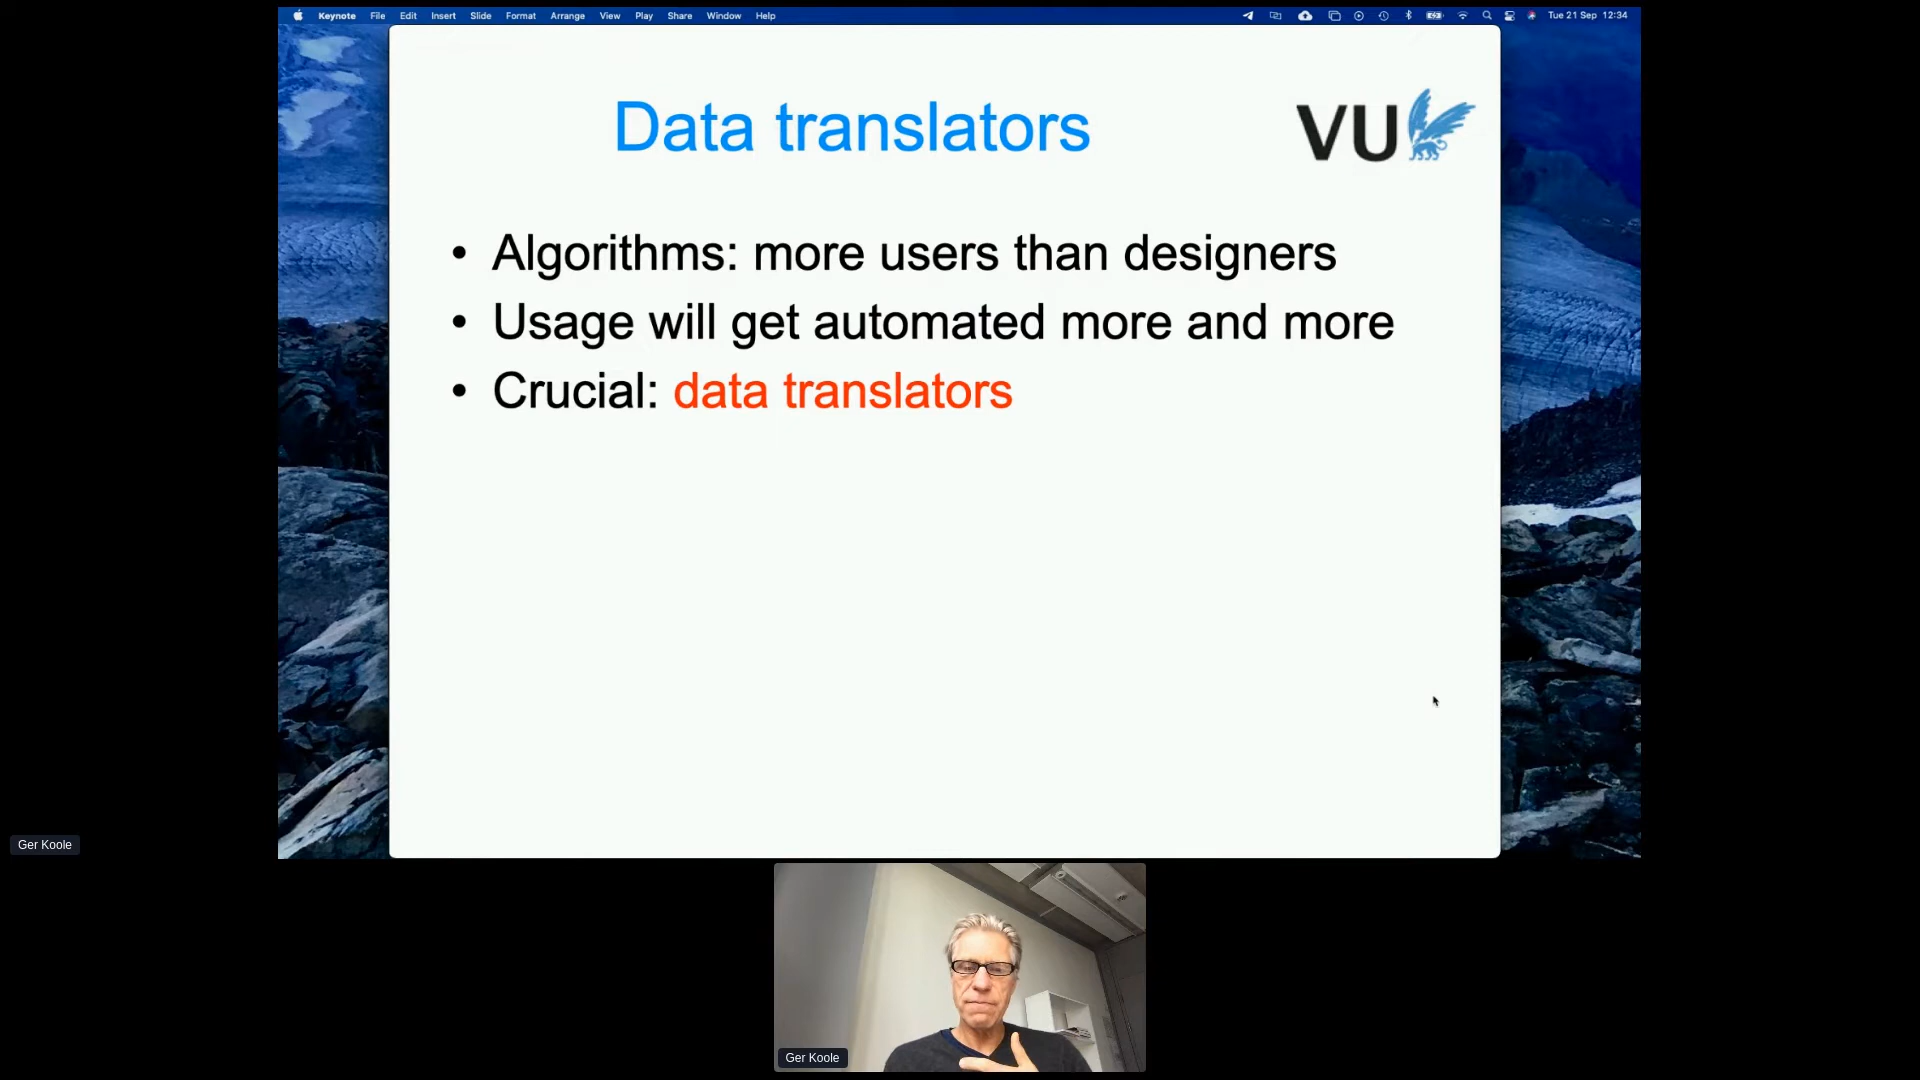 Keynote File Edit Insert Slide Format Arrange View Play Share Window Help Tue 21 Sep 12:34
Data translators
VU
• Algorithms: more users than designers
• Usage will get automated more and more
• Crucial: data translators
Ger Koole
Ger Koole